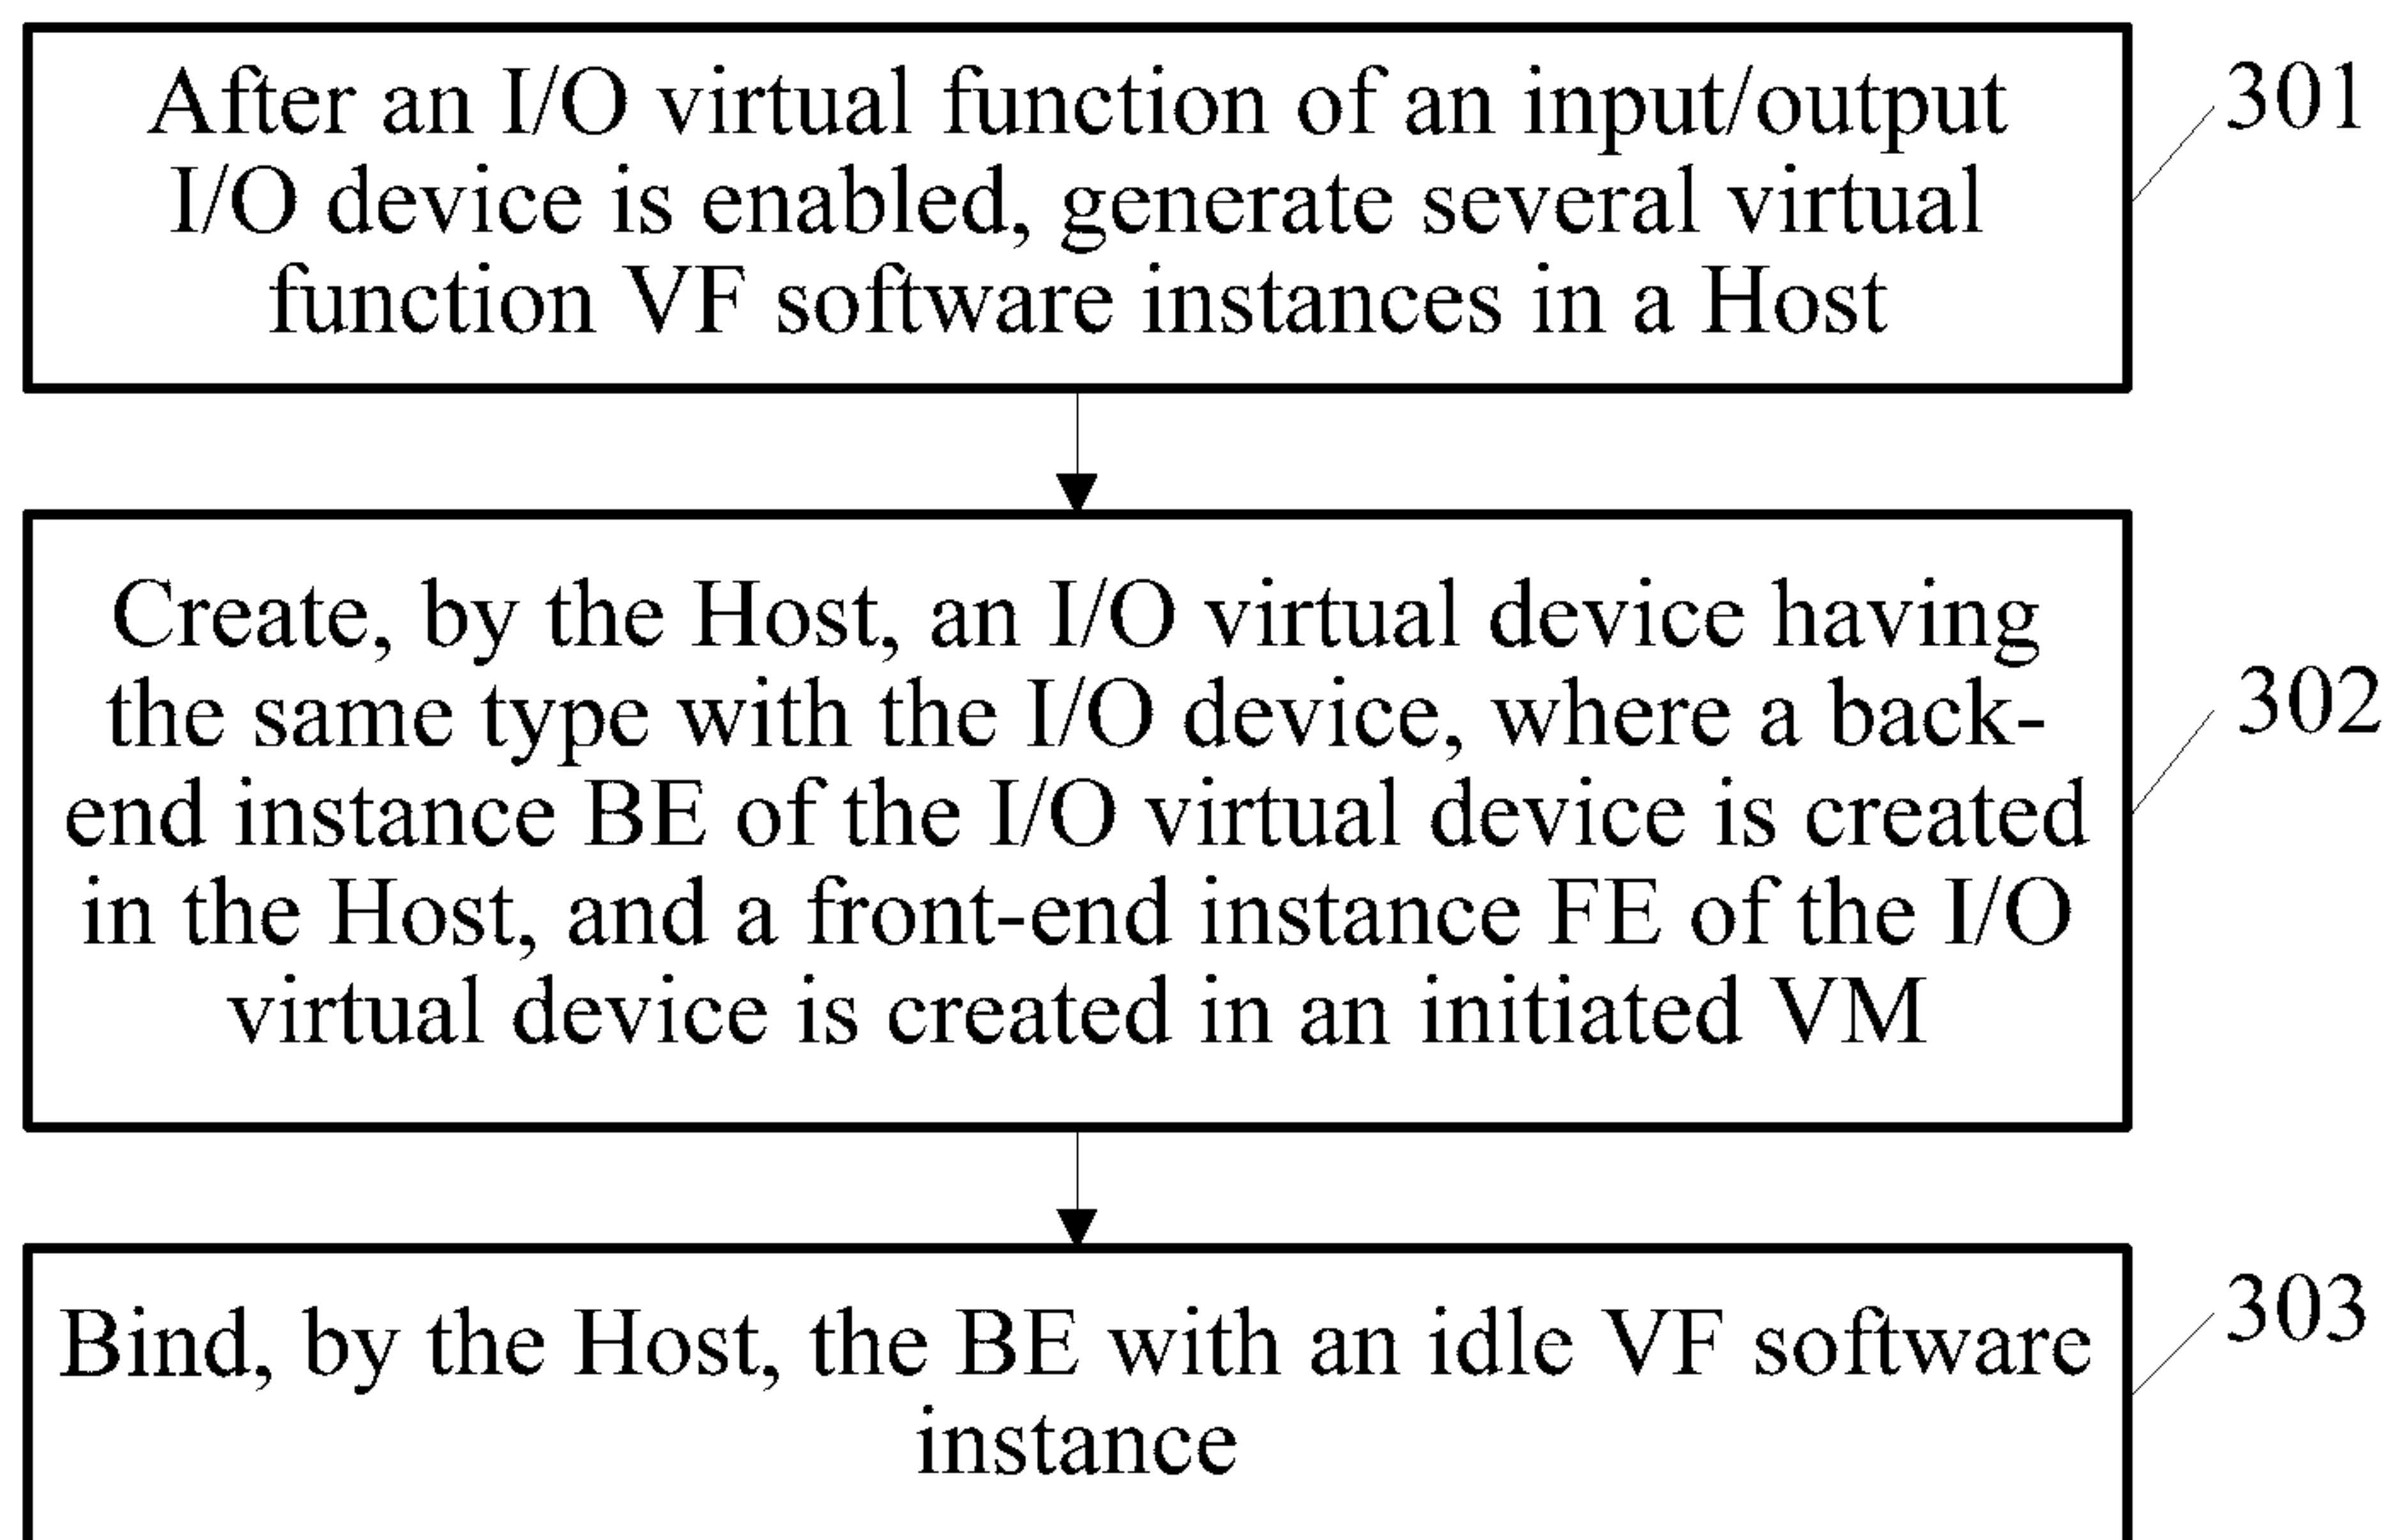 After an I/O virtual function of an input/output
I/O device is enabled, generate several virtual
function VF software instances in a Host
301
Create, by the Host, an I/O virtual device having
the same type with the I/O device, where a back-
end instance BE of the I/O virtual device is created
in the Host, and a front-end instance FE of the I/O
virtual device is created in an initiated VM
302
Bind, by the Host, the BE with an idle VF software
instance
303